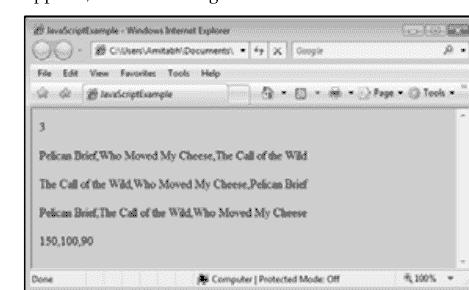 JavaScriptExample - Windows Internet Explorer
C:\Users\Amitabh\Documents\ Google
File Edit View Favorites Tools Help
JavaScriptExample Page Tools
3
Pelican Brief,Who Moved My Cheese,The Call of the Wild
The Call of the Wild,Who Moved My Cheese,Pelican Brief
Pelican Brief,The Call of the Wild,Who Moved My Cheese
150,100,90
Done Computer | Protected Mode: Off 100%